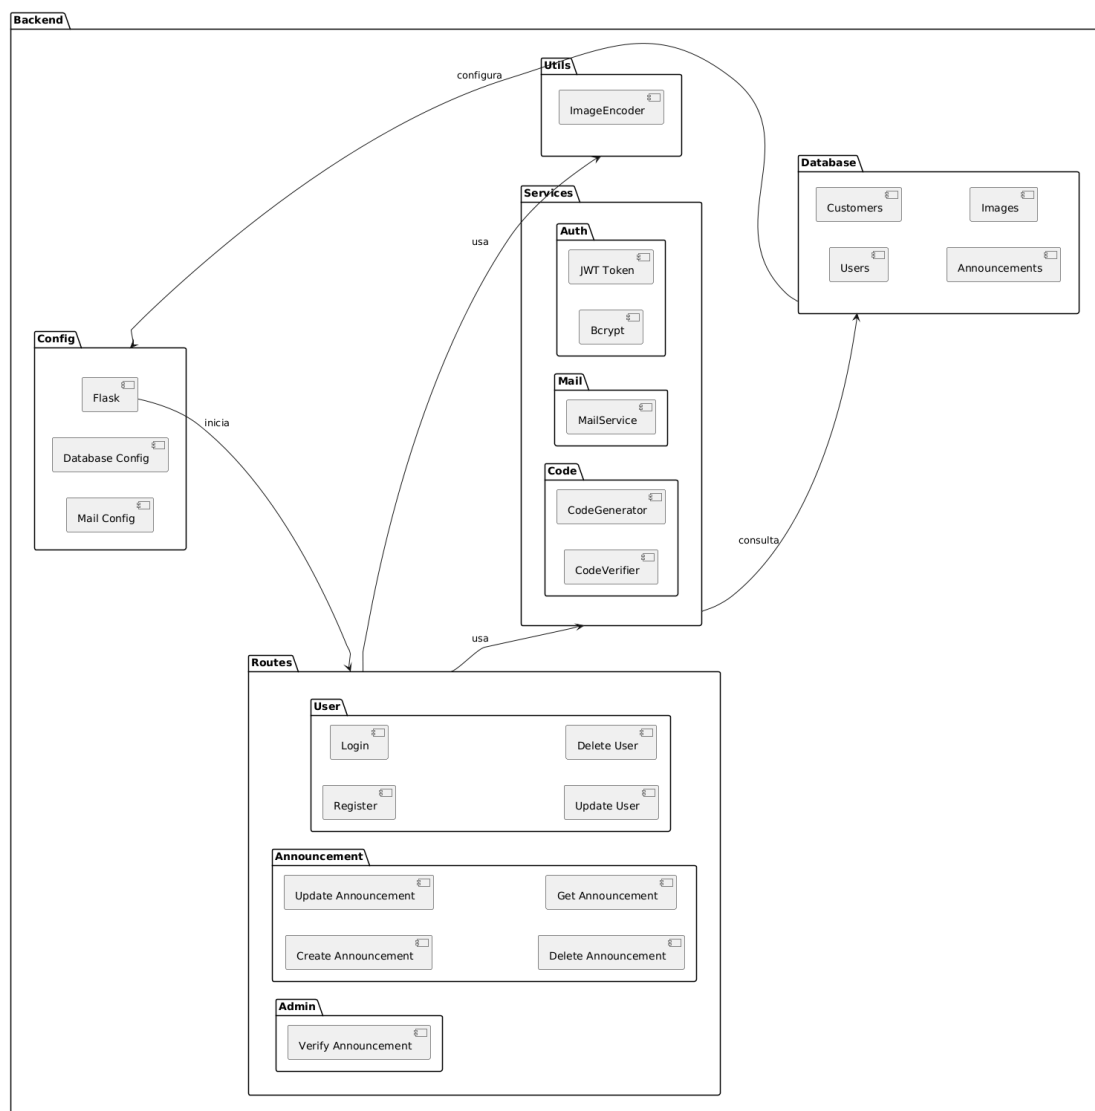 Backend
Utils
configura
ImageEncoder
Database
Customers
Images
Users
Announcements
Services
usa
Auth
JWT Token
Bcrypt
Config
Flask
inicia
Database Config
Mail Config
Mail
MailService
Code
CodeGenerator
CodeVerifier
consulta
usa
Routes
User
Login
Delete User
Register
Update User
Announcement
Update Announcement
Get Announcement
Create Announcement
Delete Announcement
Admin
Verify Announcement